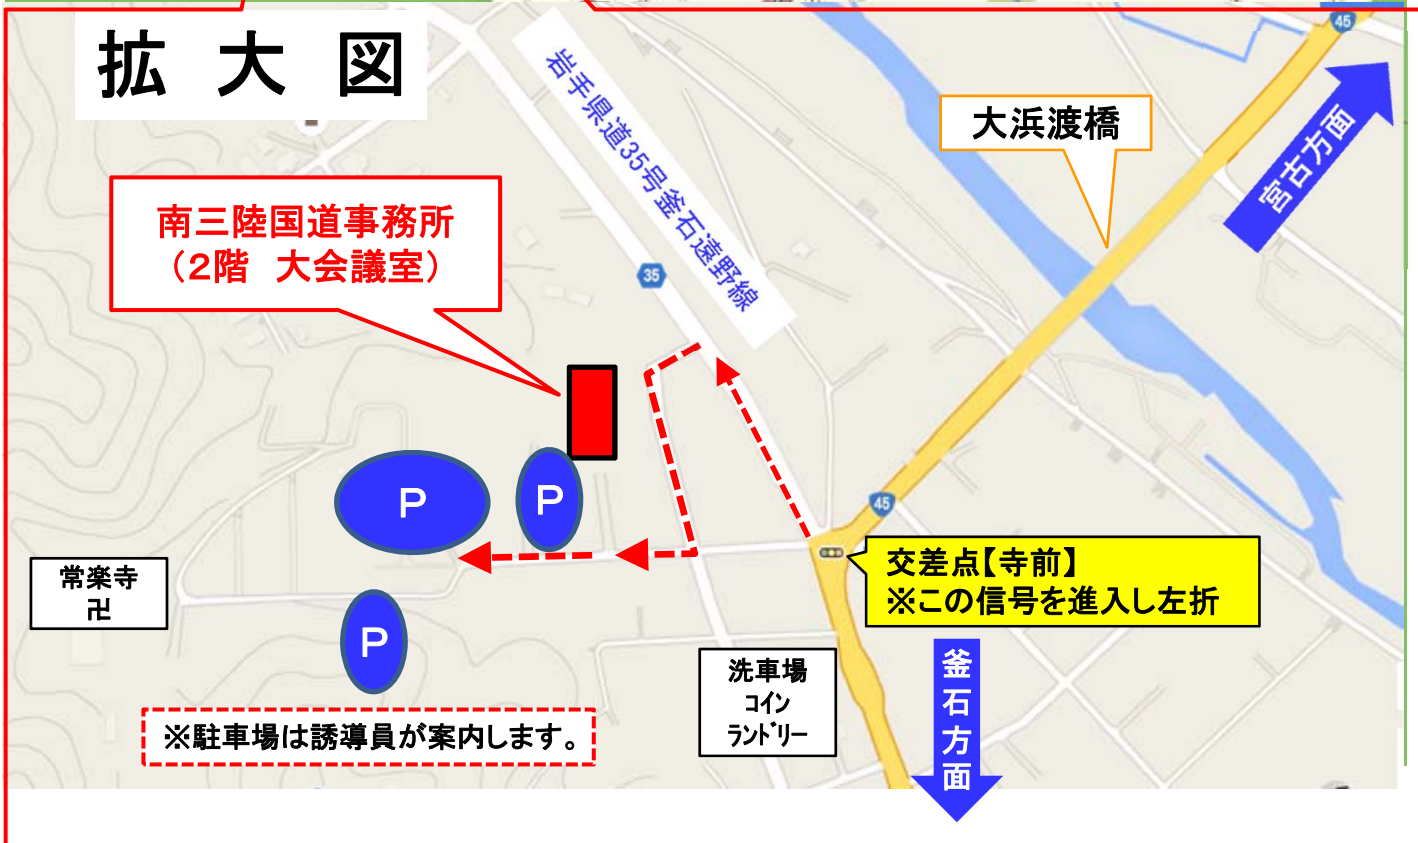 拡大図
45
岩手県道35号釜石遠野線
大浜渡橋
宮古方面
南三陸国道事務所
（2階　大会議室）
35
P
P
45
交差点【寺前】
※この信号を進入し左折
常楽寺
卍
P
洗車場
コイン
ランドリー
釜石方面
※駐車場は誘導員が案内します。